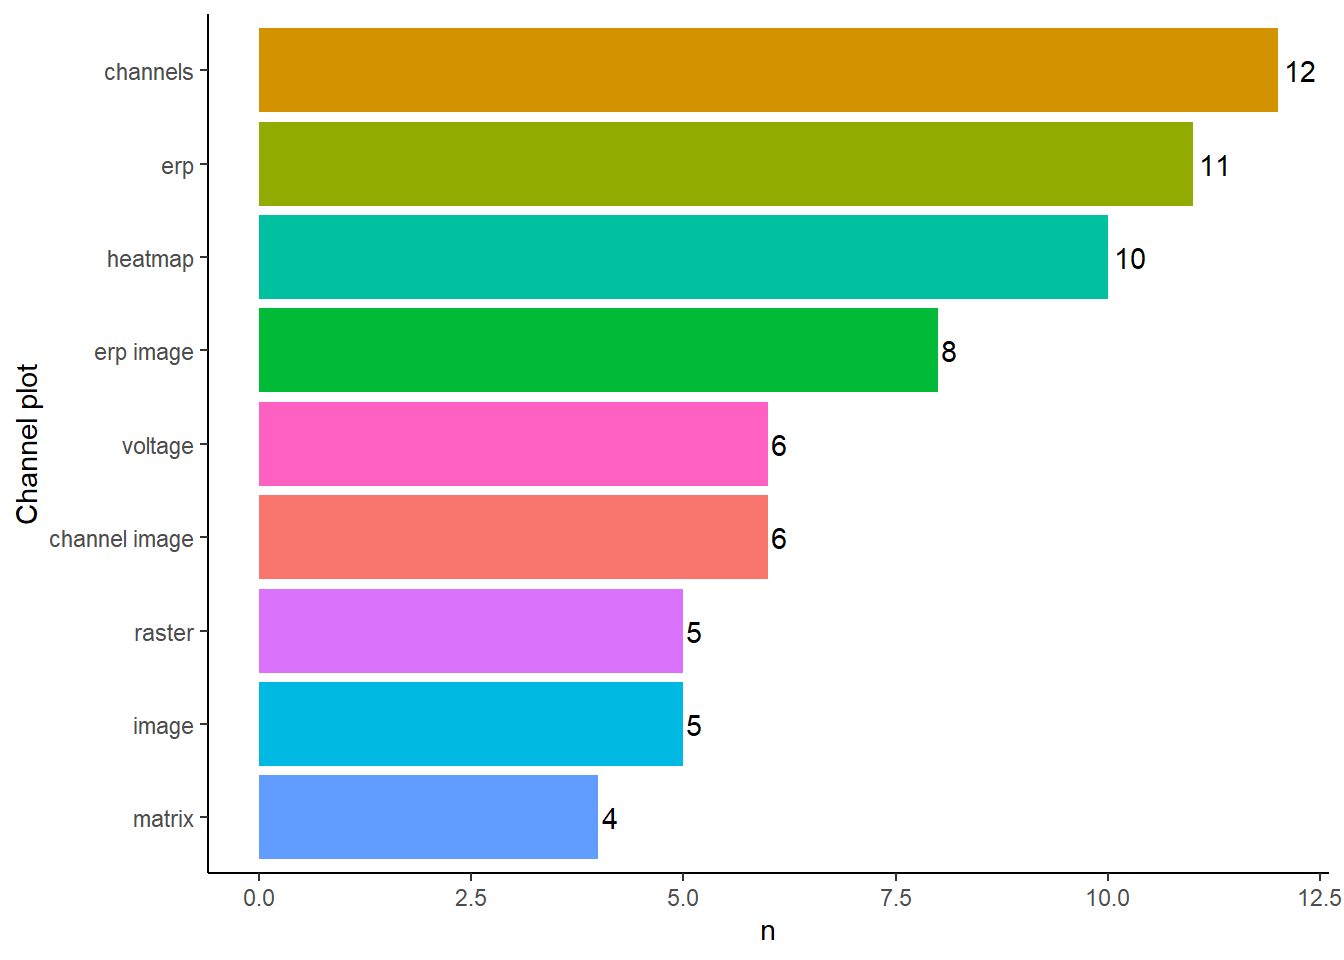 channels 12
erp 11
heatmap 10
erp image 8
voltage 6
channel image 6
raster 5
image 5
matrix 4
Channel plot
0.0 2.5 5.0 7.5 10.0 12.5
n